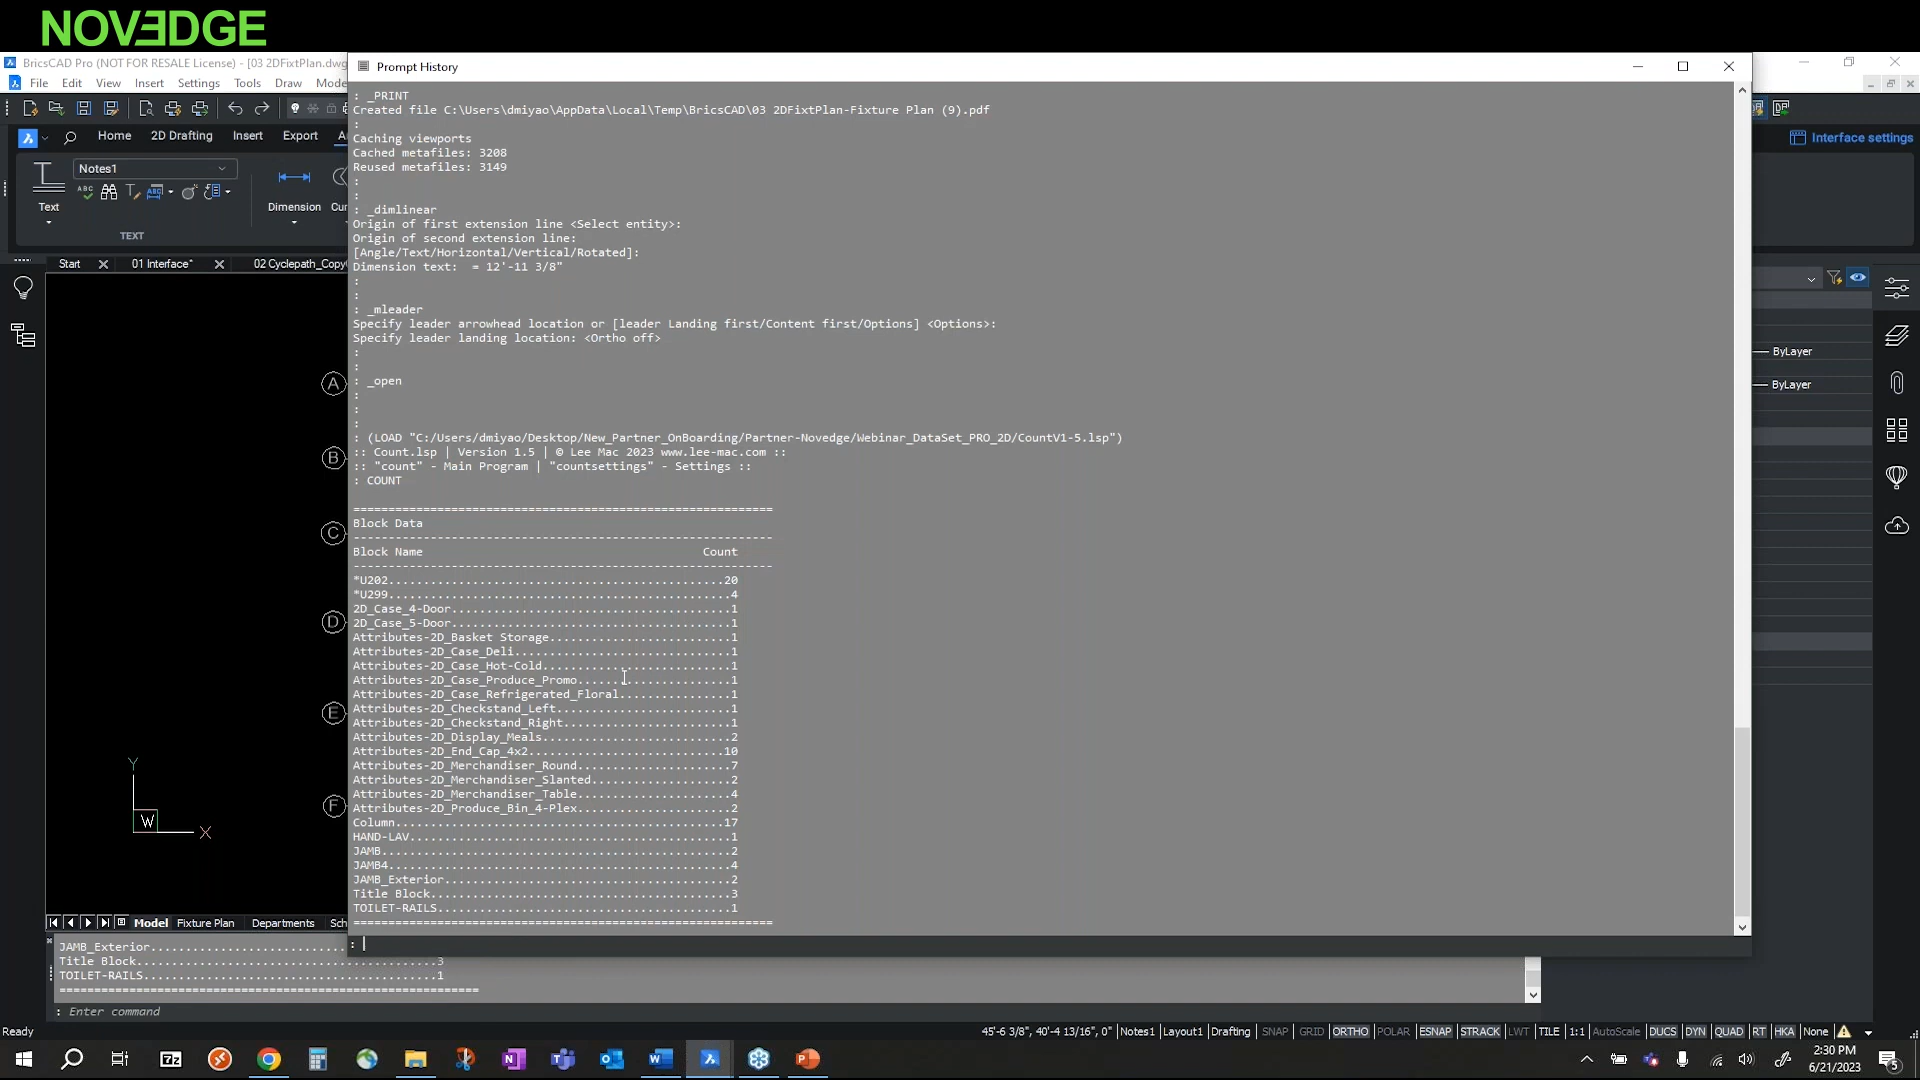 NOVEDGE
BricsCAD Pro (NOT FOR RESALE License) - [03 2DFixtPlan.dwg
Prompt History
File Edit View Insert Settings Tools Draw Mode
Home 2D Drafting Insert Export A
Interface settings
Notes1
Text
Dimension Cur
TEXT
Start 01 Interface* 02 Cyclepath_Copy
ByLayer
ByLayer
A
B
C
D
E
F
Y
W
X
: _PRINT
Created file C:\Users\dmiyao\AppData\Local\Temp\BricsCAD\03 2DFixtPlan-Fixture Plan (9).pdf
:
Caching viewports
Cached metafiles: 3208
Reused metafiles: 3149
:
:
: _dimlinear
Origin of first extension line <Select entity>:
Origin of second extension line:
[Angle/Text/Horizontal/Vertical/Rotated]:
Dimension text:  = 12'-11 3/8"
:
:
: _mleader
Specify leader arrowhead location or [leader Landing first/Content first/Options] <Options>:
Specify leader landing location: <Ortho off>
:
:
: _open
:
:
:
: (LOAD "C:/Users/dmiyao/Desktop/New_Partner_OnBoarding/Partner-Novedge/Webinar_DataSet_PRO_2D/CountV1-5.lsp")
:: Count.lsp | Version 1.5 | © Lee Mac 2023 www.lee-mac.com ::
:: "count" - Main Program | "countsettings" - Settings ::
: COUNT
============================================================
Block Data
------------------------------------------------------------
Block Name Count
------------------------------------------------------------
*U202................................................20
*U299.................................................4
2D_Case_4-Door........................................1
2D_Case_5-Door........................................1
Attributes-2D_Basket Storage..........................1
Attributes-2D_Case_Deli...............................1
Attributes-2D_Case_Hot-Cold...........................1
Attributes-2D_Case_Produce_Promo......................1
Attributes-2D_Case_Refrigerated_Floral................1
Attributes-2D_Checkstand_Left.........................1
Attributes-2D_Checkstand_Right........................1
Attributes-2D_Display_Meals...........................2
Attributes-2D_End_Cap_4x2............................10
Attributes-2D_Merchandiser_Round......................7
Attributes-2D_Merchandiser_Slanted....................2
Attributes-2D_Merchandiser_Table......................4
Attributes-2D_Produce_Bin_4-Plex......................2
Column...............................................17
HAND-LAV..............................................1
JAMB..................................................2
JAMB4.................................................4
JAMB_Exterior.........................................2
Title Block...........................................3
TOILET-RAILS..........................................1
============================================================
:
Model Fixture Plan Departments Sch
JAMB_Exterior...........................
Title Block...........................................3
TOILET-RAILS..........................................1
============================================================
: Enter command
Ready
45'-6 3/8", 40'-4 13/16", 0" Notes1 Layout1 Drafting SNAP GRID ORTHO POLAR ESNAP STRACK LWT TILE 1:1 AutoScale DUCS DYN QUAD RT HKA None
2:30 PM
6/21/2023
5